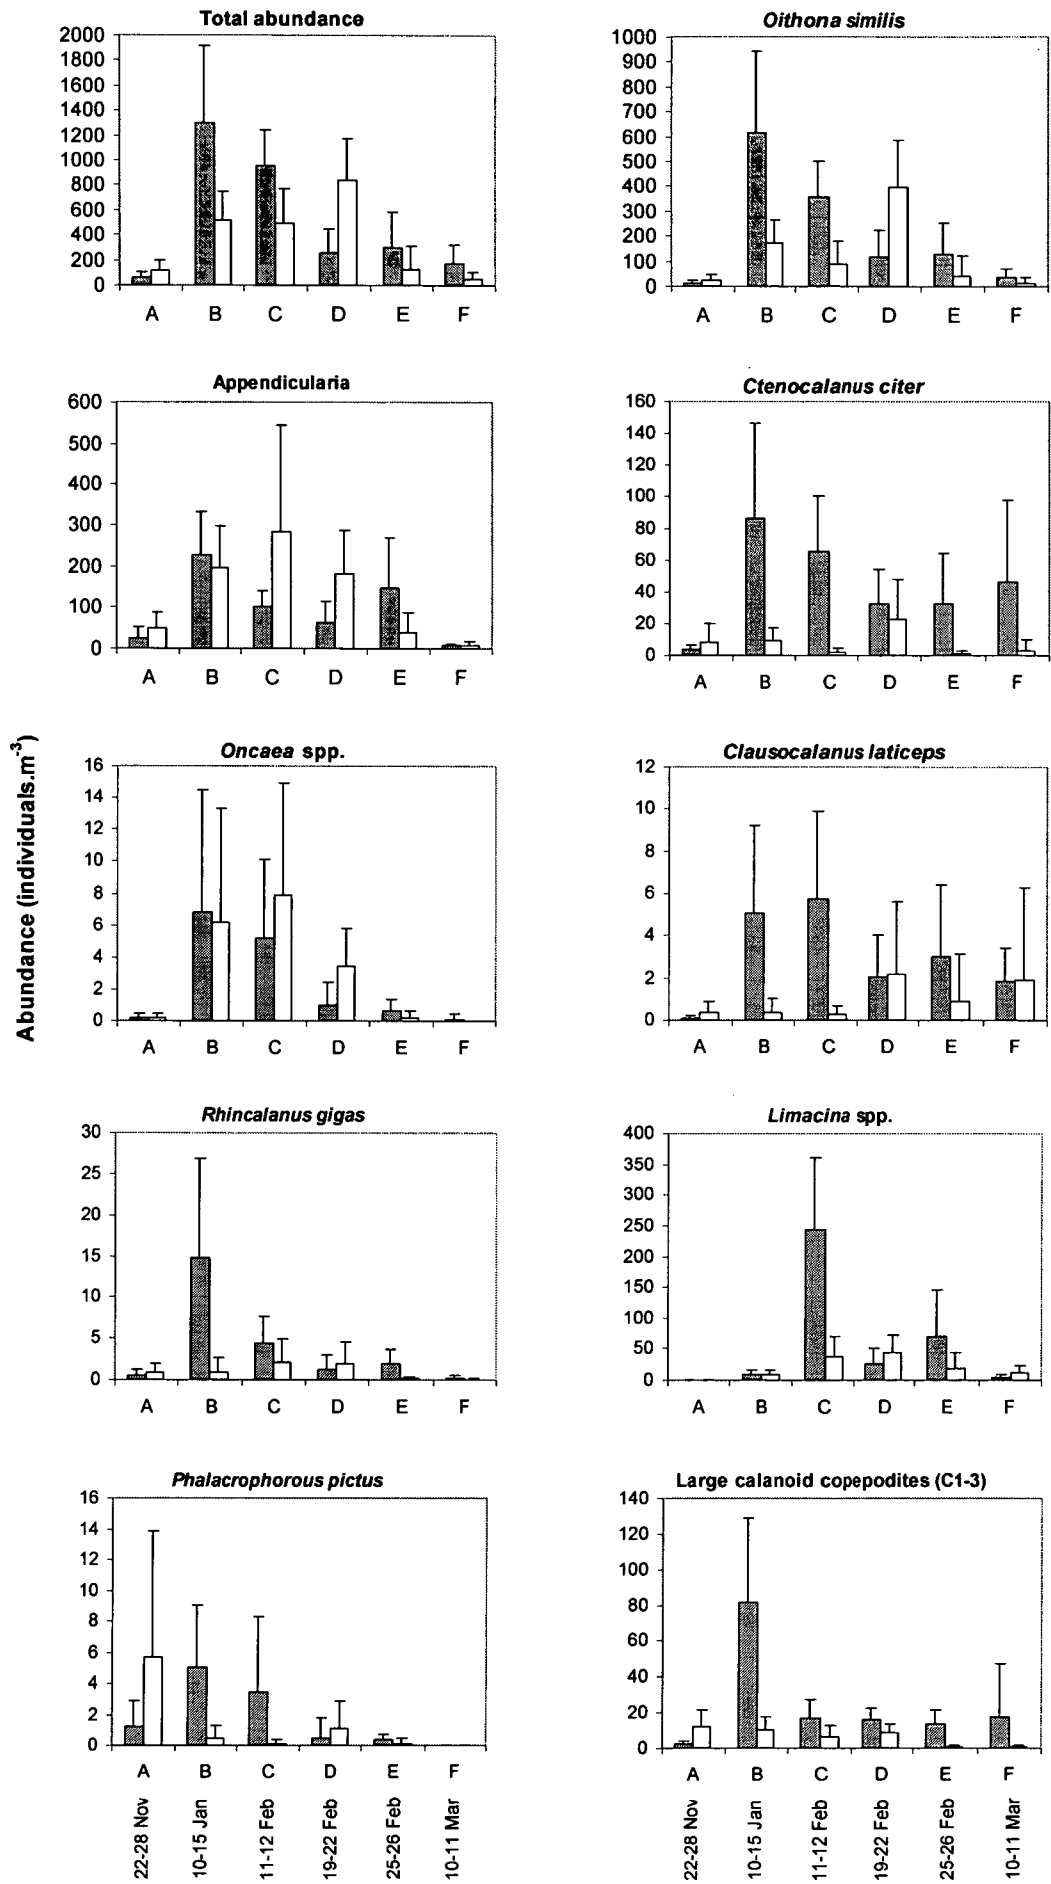 Total abundance
2000
1800
1600
1400
1200
1000
800
600
400
200
0
A B C D E F
Oithona similis
1000
900
800
700
600
500
400
300
200
100
0
A B C D E F
Appendicularia
600
500
400
300
200
100
0
A B C D E F
Ctenocalanus citer
160
140
120
100
80
60
40
20
0
A B C D E F
Abundance (individuals.m-3)
Oncaea spp.
16
14
12
10
8
6
4
2
0
A B C D E F
Clausocalanus laticeps
12
10
8
6
4
2
0
A B C D E F
Rhincalanus gigas
30
25
20
15
10
5
0
A B C D E F
Limacina spp.
400
350
300
250
200
150
100
50
0
A B C D E F
Phalacrophorous pictus
16
14
12
10
8
6
4
2
0
A B C D E F
22-28 Nov
10-15 Jan
11-12 Feb
19-22 Feb
25-26 Feb
10-11 Mar
Large calanoid copepodites (C1-3)
140
120
100
80
60
40
20
0
A B C D E F
22-28 Nov
10-15 Jan
11-12 Feb
19-22 Feb
25-26 Feb
10-11 Mar